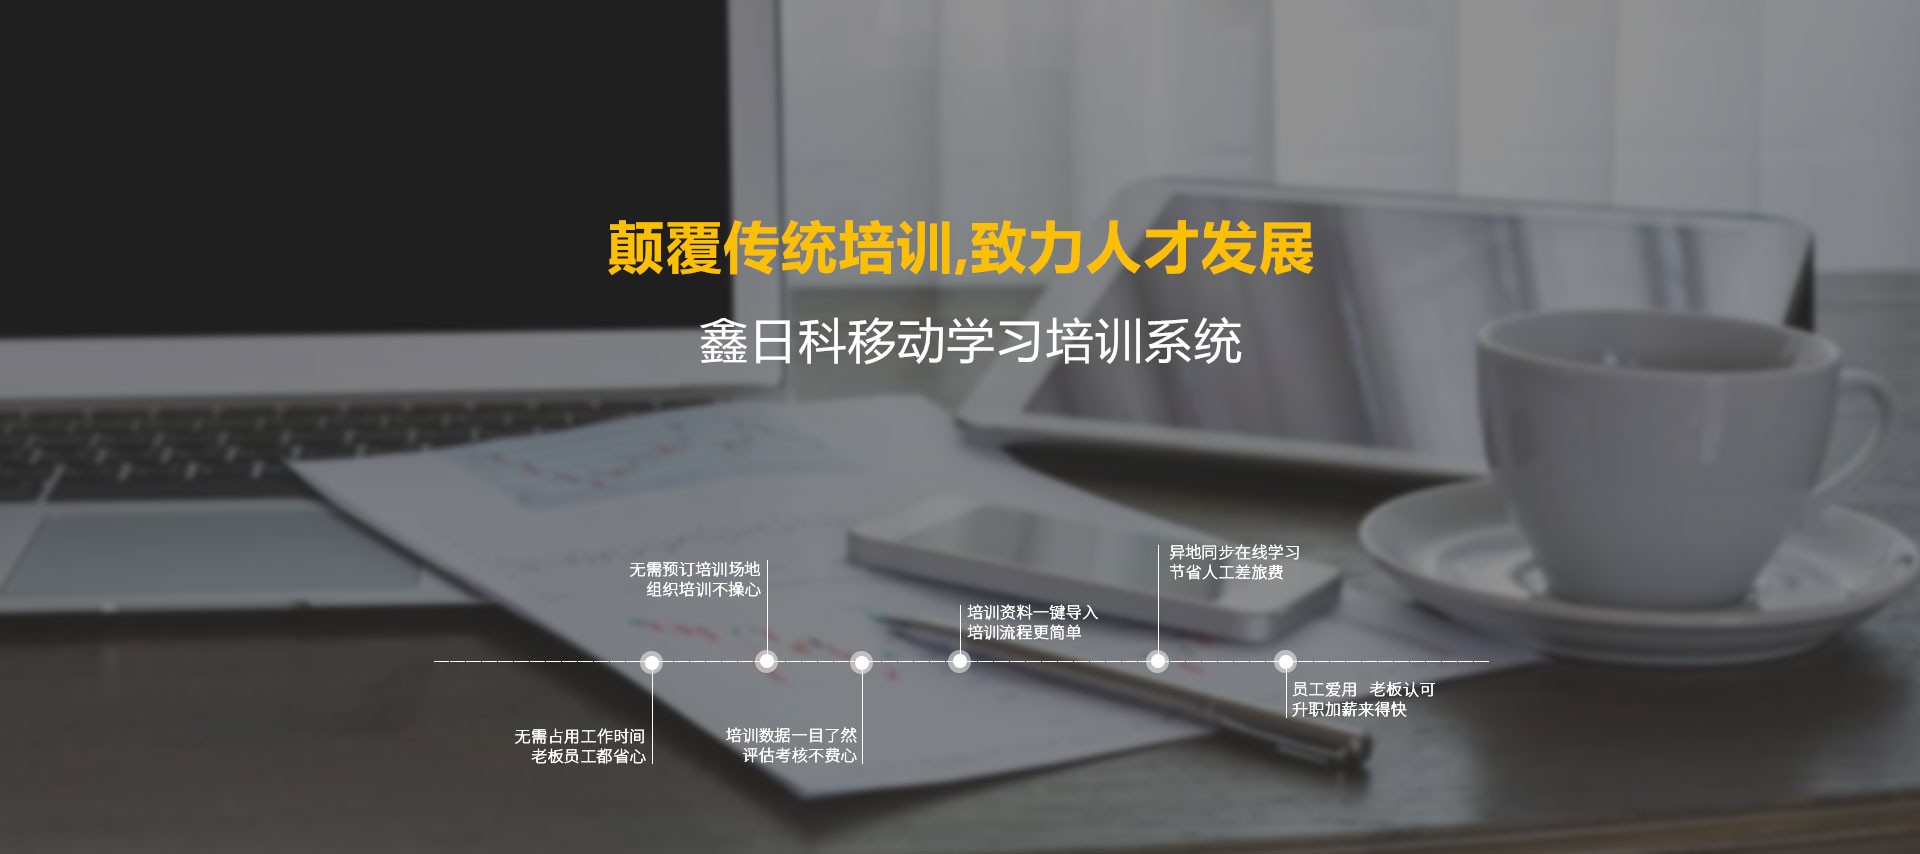 颠覆传统培训,致力人才发展
鑫日科移动学习培训系统
无需占用工作时间
老板员工都省心
无需预订培训场地
组织培训不操心
培训数据一目了然
评估考核不费心
培训资料一键导入
培训流程更简单
异地同步在线学习
节省人工差旅费
员工爱用 老板认可
升职加薪来得快